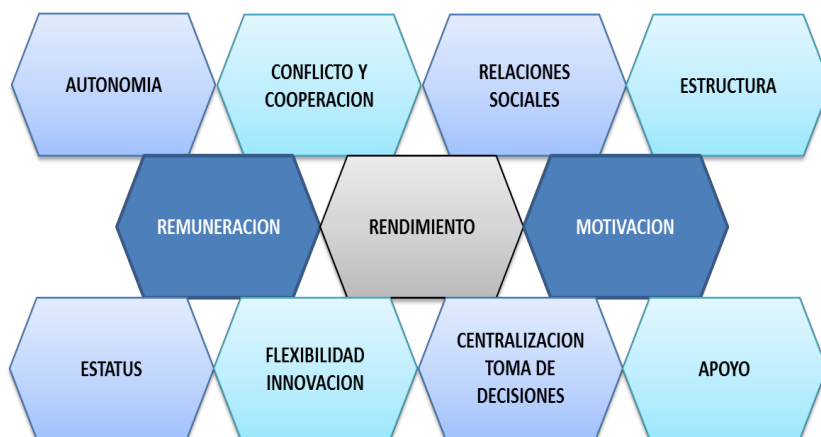 AUTONOMIA
CONFLICTO Y
COOPERACION
RELACIONES
SOCIALES
ESTRUCTURA
REMUNERACION
RENDIMIENTO
MOTIVACION
ESTATUS
FLEXIBILIDAD
INNOVACION
CENTRALIZACION
TOMA DE
DECISIONES
APOYO